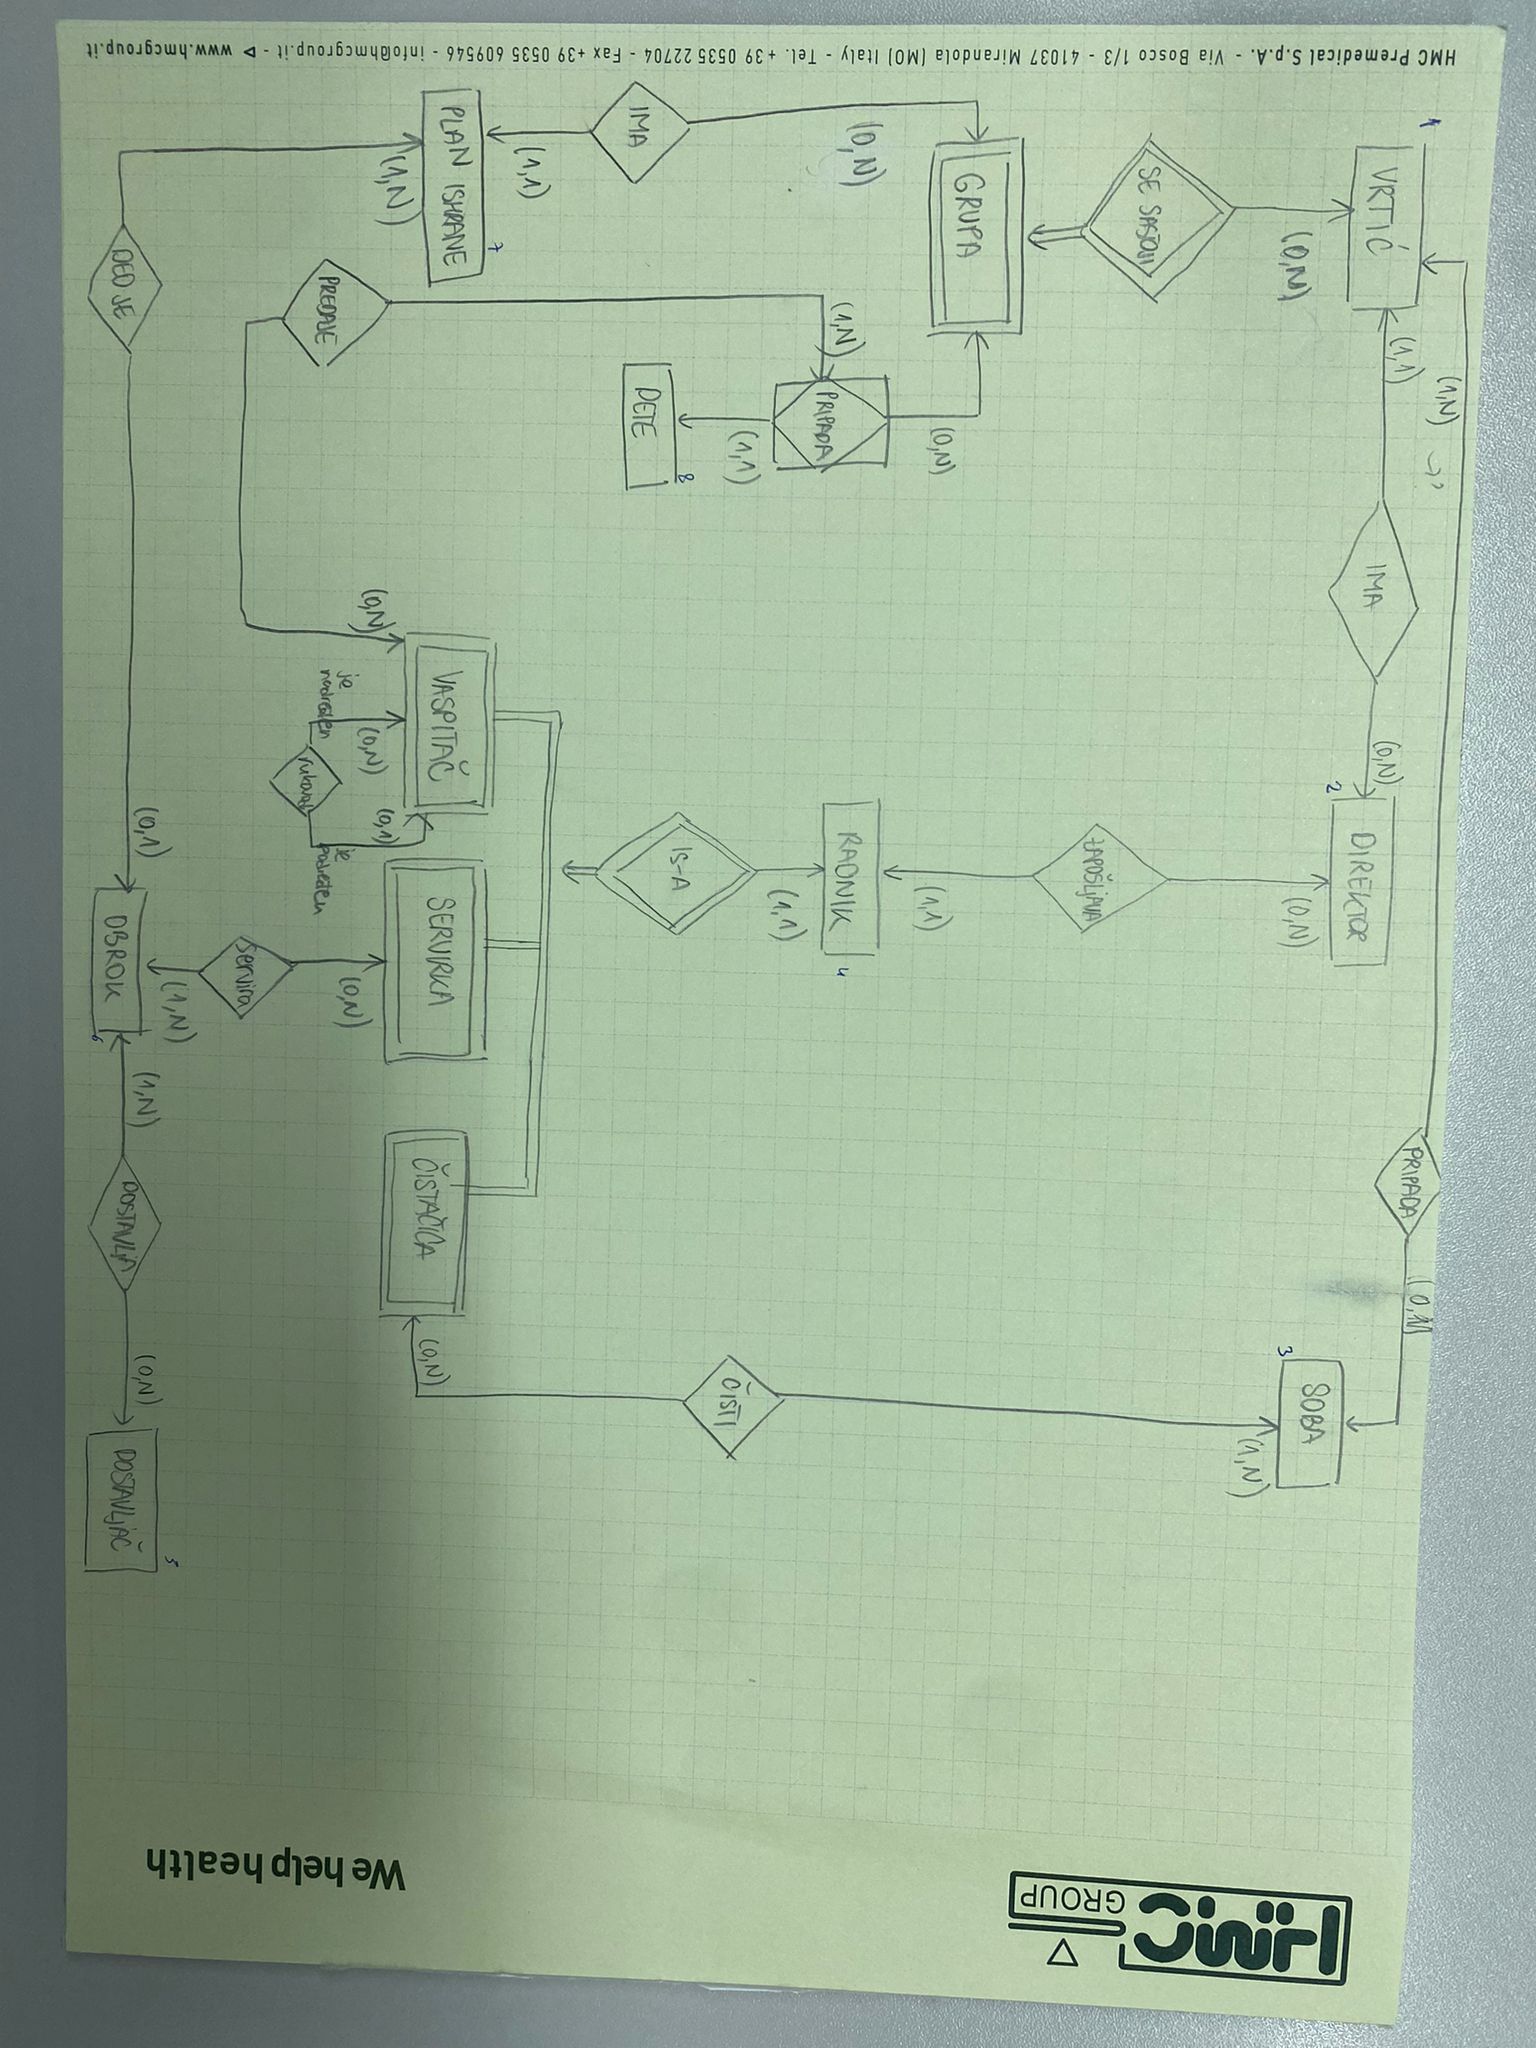 (1,N)
PRIPADA
1
VRTIĆ
(1,1)
IMA
(0,N)
DIREKTOR
2
SOBA
3
(0,N)
(0,N)
(1,N)
SE SASTOJI
ZAPOŠLJAVA
GRUPA
(0,N)
(1,1)
(0,N)
(1,N)
PRIPADA
RADNIK
4
(1,1)
(1,1)
ČISTI
IMA
8
DETE
IS-A
(1,1)
7
PLAN ISHRANE
(1,N)
VASPITAČ
SERVIRKA
ČISTAČICA
(0,N)
(0,N)
(0,N)
(0,1)
(0,N)
je
nadređen
je
podređen
PREDAJE
servira
(1,N)
DEO JE
(0,1)
OBROK
6
(1,N)
DOSTAVLJA
(0,N)
5
DOSTAVLJAČ
HMC Premedical S.p.A. - Via Bosco 1/3 - 41037 Mirandola (MO) Italy - Tel. +39 0535 22704 - Fax +39 0535 609546 - info@hmcgroup.it - www.hmcgroup.it
HMC
GROUP
We help health